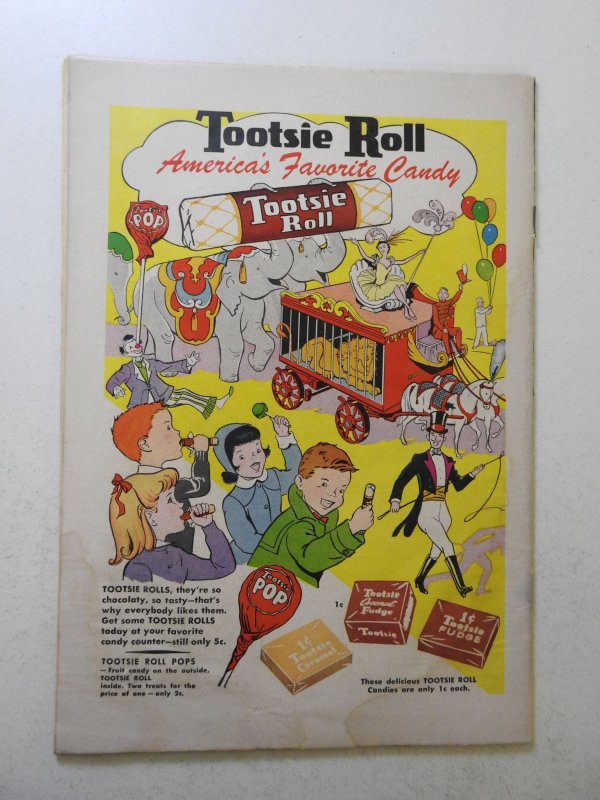 Tootsie Roll
America's Favorite Candy
Tootsie
Roll
Tootsie
POP
TOOTSIE ROLLS, they're so
chocolaty, so tasty—that's
why everybody likes them.
Get some TOOTSIE ROLLS
today at your favorite
candy counter—still only 5c.
TOOTSIE ROLL POPS
—Fruit candy on the outside,
TOOTSIE ROLL
inside. Two treats for the
price of one — only 2c.
Tootsie
POP
1¢
Tootsie
Caramel
1c
Tootsie
Coconut
Fudge
Tootsie
1¢
Tootsie
FUDGE
These delicious TOOTSIE ROLL
Candies are only 1c each.